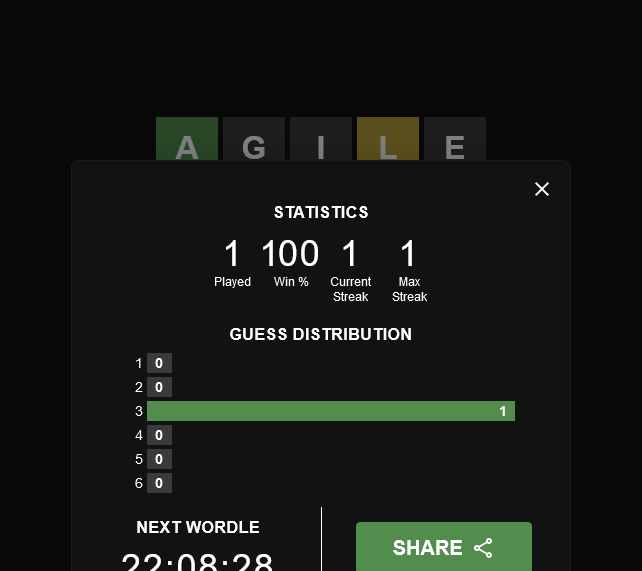 A G I L E
STATISTICS
1 100 1 1
Played Win % Current Streak Max Streak
GUESS DISTRIBUTION
1 0
2 0
3 1
4 0
5 0
6 0
NEXT WORDLE
SHARE
22:08:28